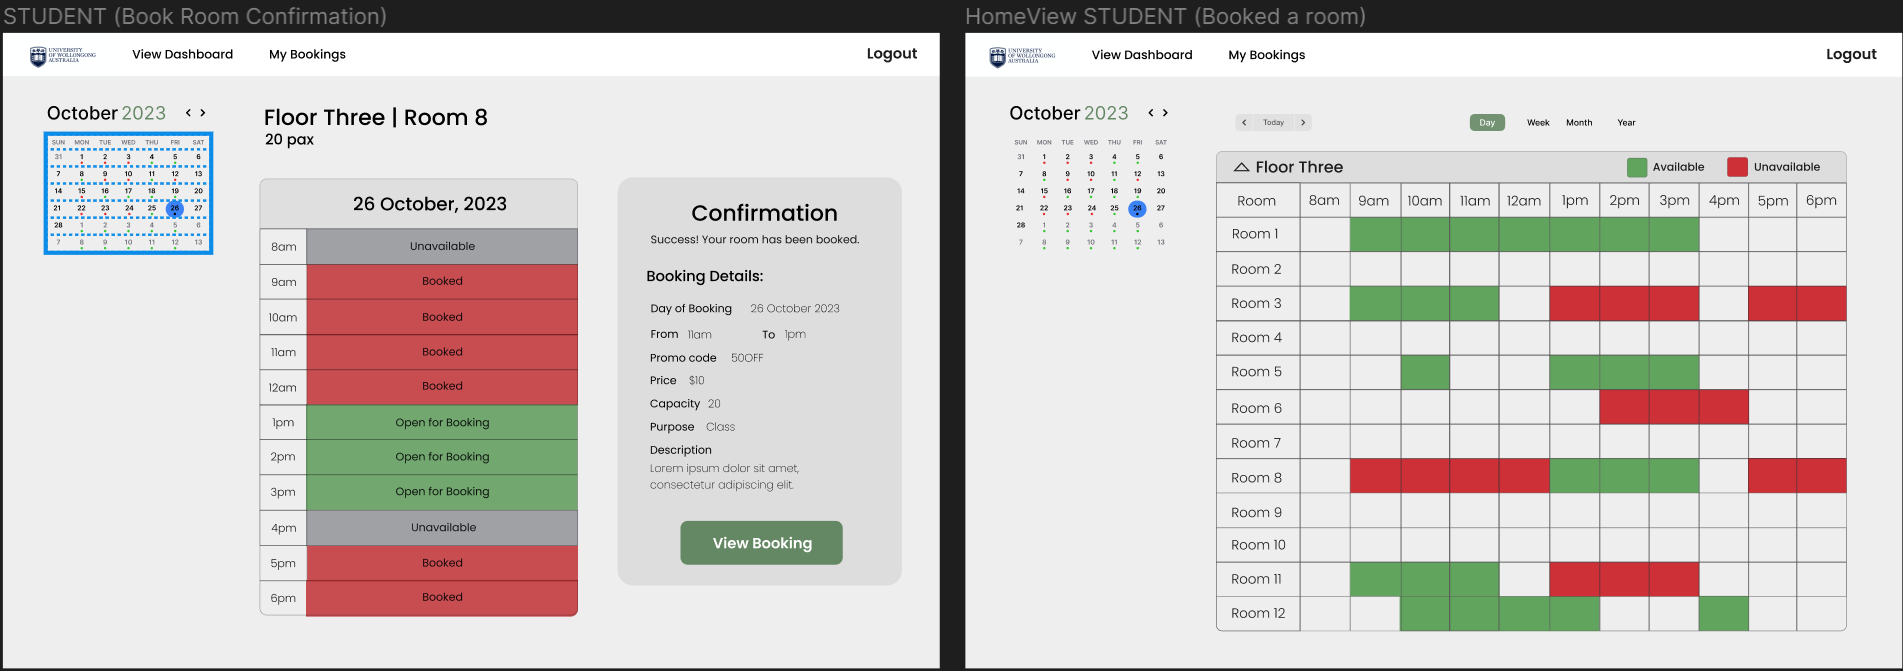 STUDENT (Book Room Confirmation)
UNIVERSITY
OF WOLLONGONG
AUSTRALIA
View Dashboard My Bookings Logout
October 2023 < >
SUN MON TUE WED THU FRI SAT
31 1 2 3 4 5 6
7 8 9 10 11 12 13
14 15 16 17 18 19 20
21 22 23 24 25 26 27
28 1 2 3 4 5 6
7 8 9 10 11 12 13
Floor Three | Room 8
20 pax
26 October, 2023
8am Unavailable
9am Booked
10am Booked
11am Booked
12am Booked
1pm Open for Booking
2pm Open for Booking
3pm Open for Booking
4pm Unavailable
5pm Booked
6pm Booked
Confirmation
Success! Your room has been booked.
Booking Details:
Day of Booking 26 October 2023
From 11am To 1pm
Promo code 50OFF
Price $10
Capacity 20
Purpose Class
Description
Lorem ipsum dolor sit amet,
consectetur adipiscing elit.
View Booking
HomeView STUDENT (Booked a room)
UNIVERSITY
OF WOLLONGONG
AUSTRALIA
View Dashboard My Bookings Logout
October 2023 < >
SUN MON TUE WED THU FRI SAT
31 1 2 3 4 5 6
7 8 9 10 11 12 13
14 15 16 17 18 19 20
21 22 23 24 25 26 27
28 1 2 3 4 5 6
7 8 9 10 11 12 13
< Today > Day Week Month Year
Floor Three Available Unavailable
Room 8am 9am 10am 11am 12am 1pm 2pm 3pm 4pm 5pm 6pm
Room 1
Room 2
Room 3
Room 4
Room 5
Room 6
Room 7
Room 8
Room 9
Room 10
Room 11
Room 12